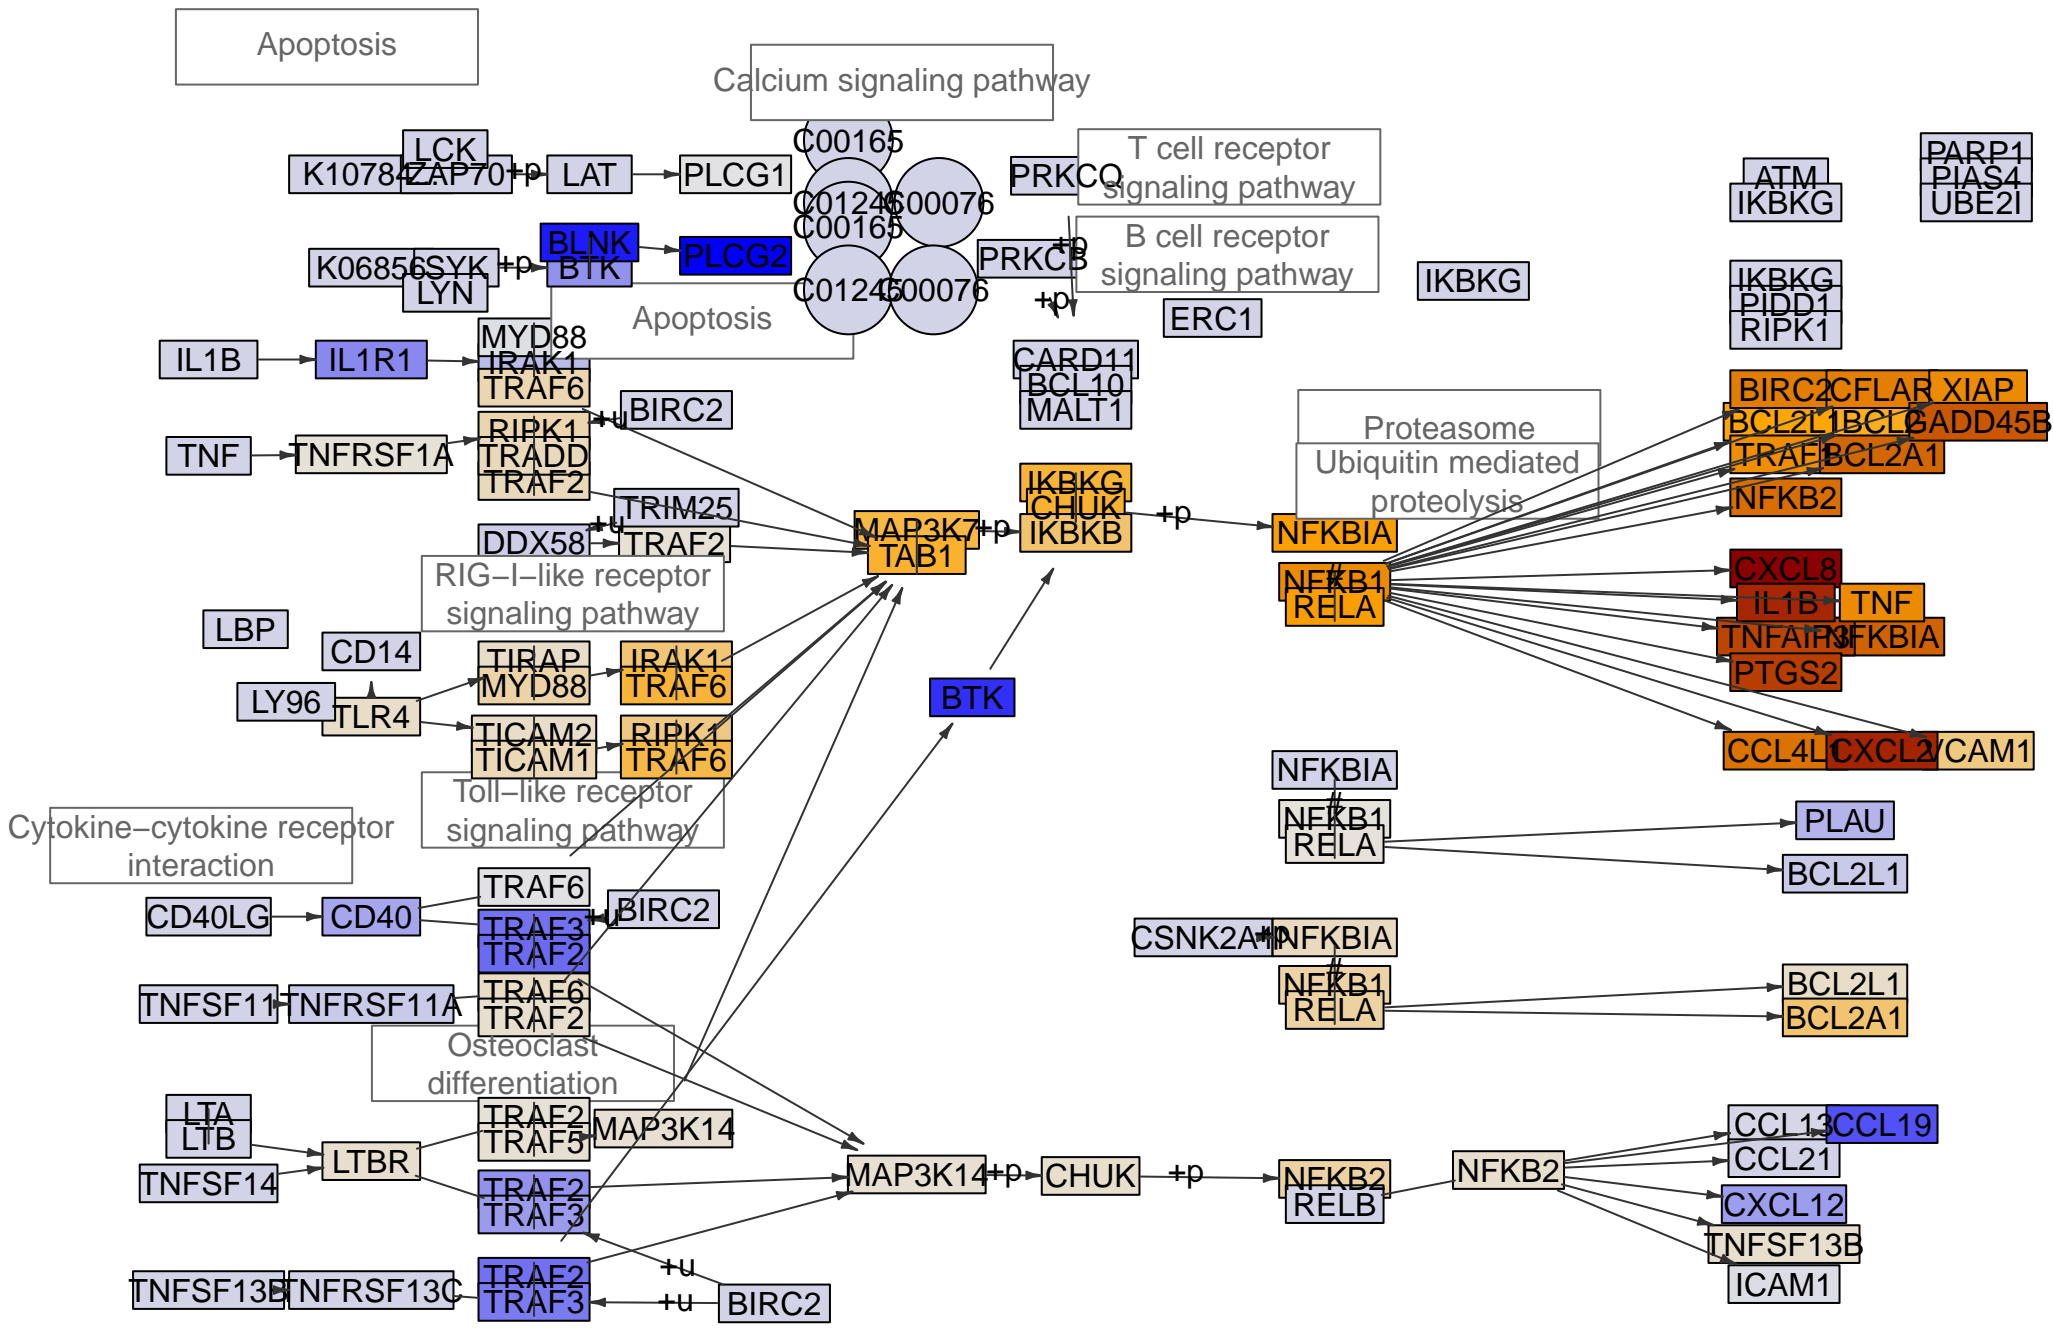 Apoptosis
Calcium signaling pathway
LCK
K10784
ZAP70
+p
LAT
PLCG1
C00165
C01245
C00076
C00165
C01245
C00076
PRKCQ
T cell receptor
signaling pathway
ATM
IKBKG
PARP1
PIAS4
UBE2I
BLNK
BTK
PLCG2
K06856
SYK
+p
LYN
PRKCB
+p
+p
B cell receptor
signaling pathway
ERC1
IKBKG
IKBKG
PIDD1
RIPK1
Apoptosis
IL1B
IL1R1
MYD88
IRAK1
TRAF6
CARD11
BCL10
MALT1
BIRC2
+u
TNF
TNFRSF1A
RIPK1
TRADD
TRAF2
Proteasome
Ubiquitin mediated
proteolysis
BIRC2
CFLAR
XIAP
BCL2L1
BCL2
GADD45B
TRAF1
BCL2A1
NFKB2
TRIM25
+u
DDX58
TRAF2
MAP3K7
TAB1
+p
IKBKG
CHUK
IKBKB
+p
NFKBIA
NFKB1
RELA
CXCL8
IL1B
TNF
TNFAIP3
NFKBIA
PTGS2
RIG−I−like receptor
signaling pathway
LBP
CD14
LY96
TLR4
TIRAP
MYD88
IRAK1
TRAF6
TICAM2
TICAM1
RIPK1
TRAF6
BTK
CCL4L1
CXCL2
VCAM1
Toll−like receptor
signaling pathway
Cytokine−cytokine receptor
interaction
NFKBIA
NFKB1
RELA
PLAU
BCL2L1
TRAF6
CD40LG
CD40
TRAF3
TRAF2
+u
BIRC2
CSNK2A1
+p
NFKBIA
NFKB1
RELA
BCL2L1
BCL2A1
TNFSF11
TNFRSF11A
TRAF6
TRAF2
Osteoclast
differentiation
LTA
LTB
TNFSF14
LTBR
TRAF2
TRAF5
MAP3K14
TRAF2
TRAF3
MAP3K14
+p
CHUK
+p
NFKB2
RELB
NFKB2
CCL13
CCL19
CCL21
CXCL12
TNFSF13B
ICAM1
TNFSF13B
TNFRSF13C
TRAF2
TRAF3
+u
+u
BIRC2